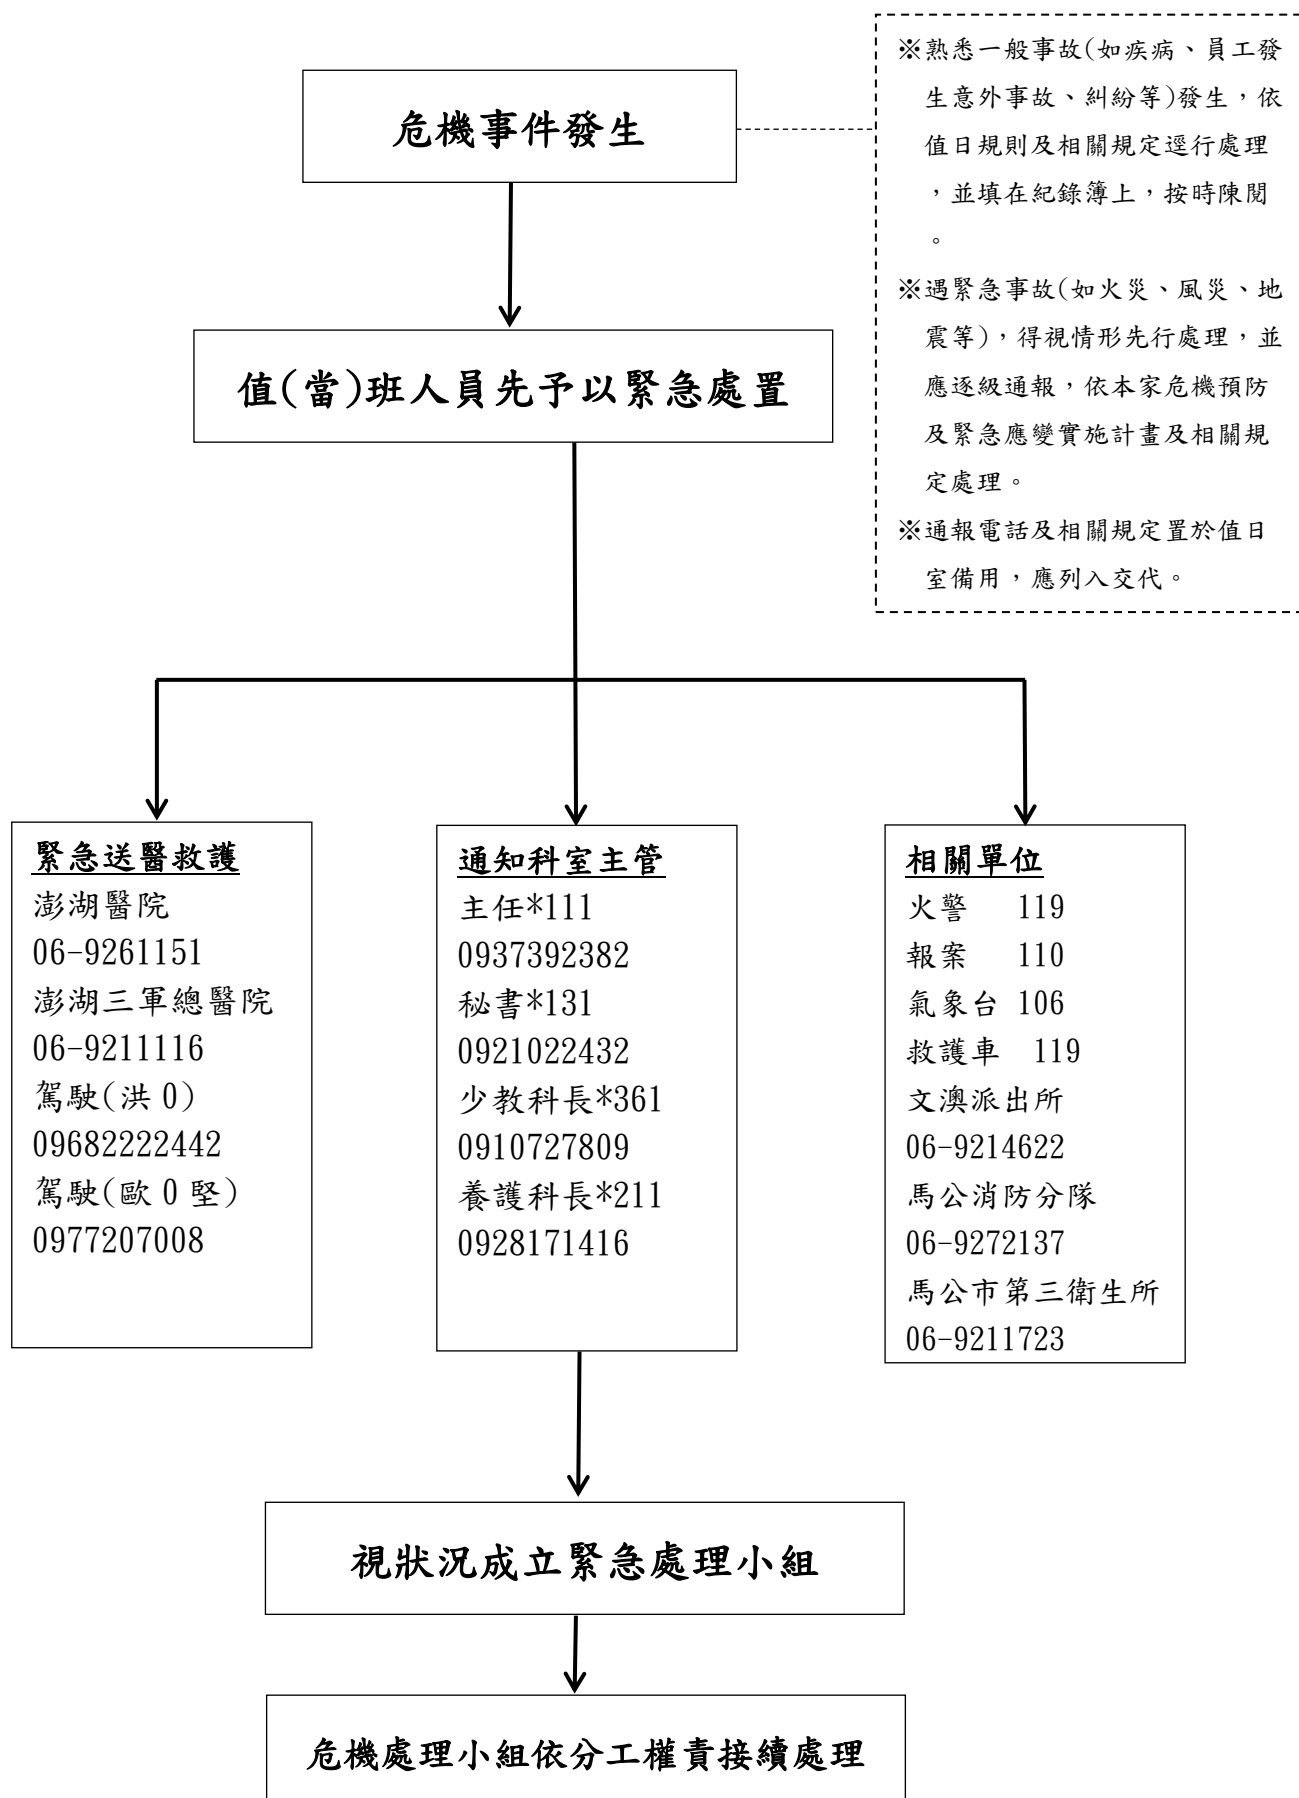 危機事件發生
※熟悉一般事故(如疾病、員工發
生意外事故、糾紛等)發生，依
值日規則及相關規定逕行處理
，並填在紀錄簿上，按時陳閱
。
※遇緊急事故(如火災、風災、地
震等)，得視情形先行處理，並
應逐級通報，依本家危機預防
及緊急應變實施計畫及相關規
定處理。
※通報電話及相關規定置於值日
室備用，應列入交代。
值(當)班人員先予以緊急處置
緊急送醫救護
澎湖醫院
06-9261151
澎湖三軍總醫院
06-9211116
駕駛(洪 0)
09682222442
駕駛(歐 0 堅)
0977207008
通知科室主管
主任*111
0937392382
秘書*131
0921022432
少教科長*361
0910727809
養護科長*211
0928171416
相關單位
火警 119
報案 110
氣象台 106
救護車 119
文澳派出所
06-9214622
馬公消防分隊
06-9272137
馬公市第三衛生所
06-9211723
視狀況成立緊急處理小組
危機處理小組依分工權責接續處理